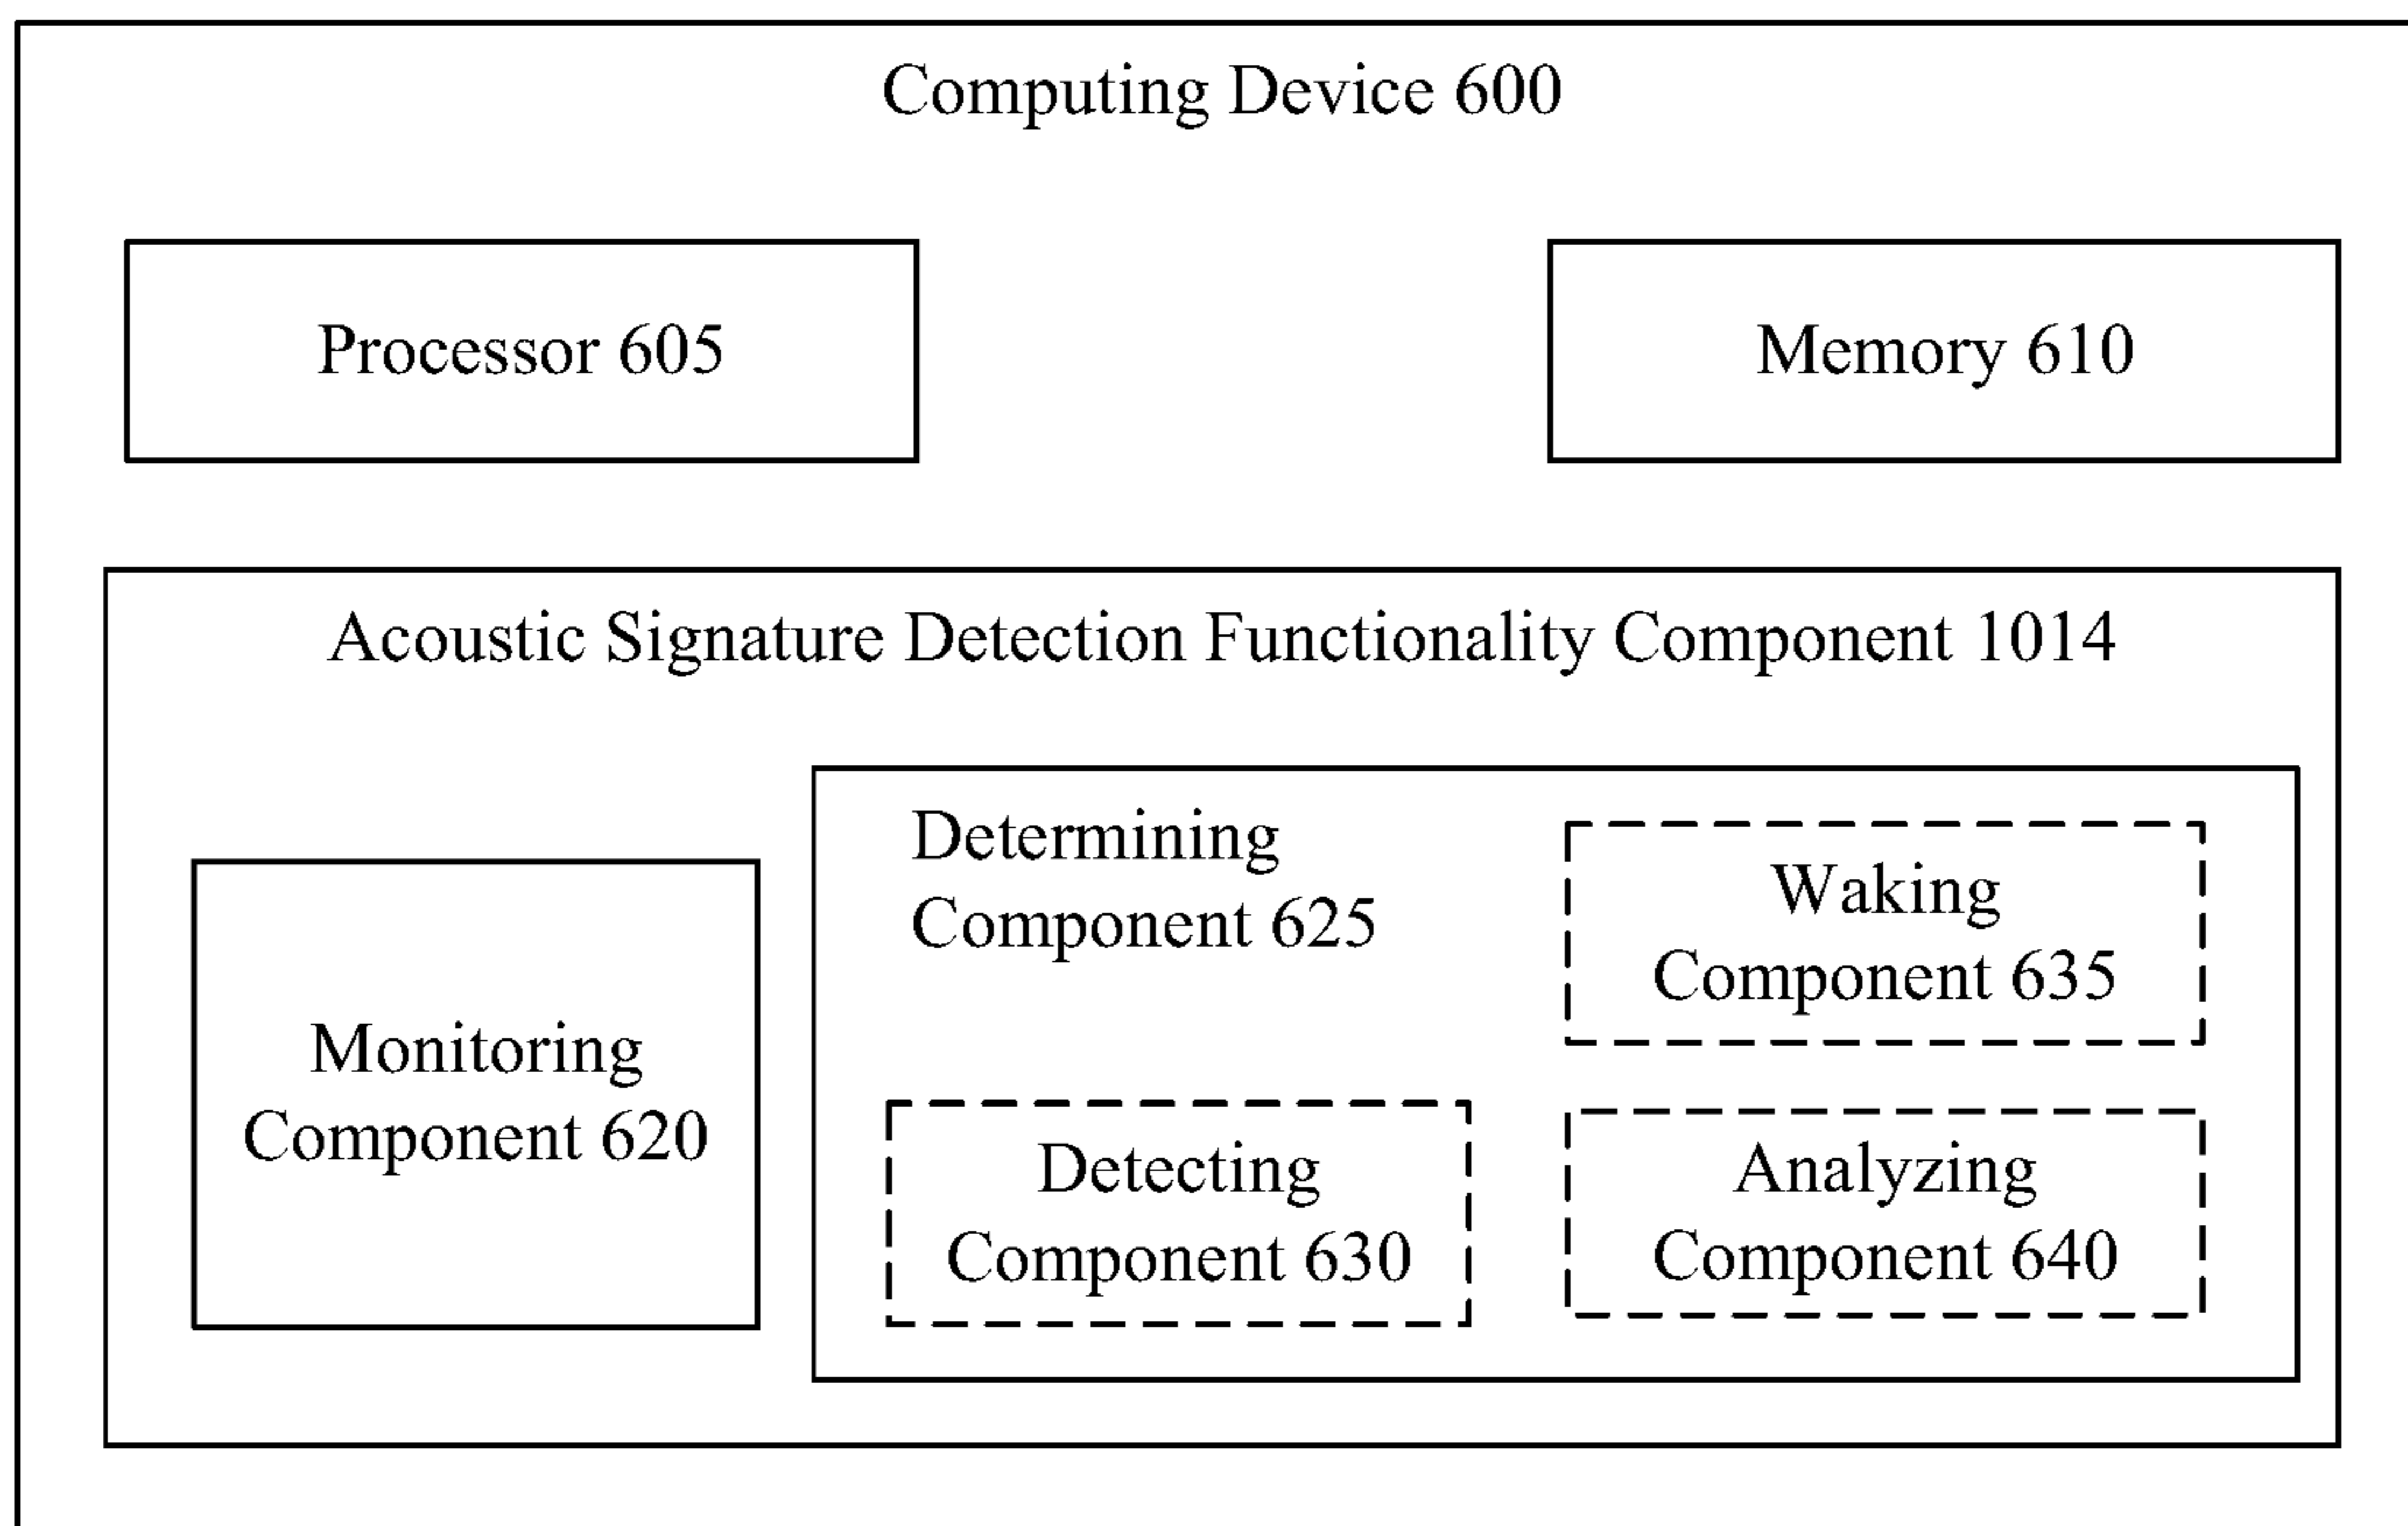 Computing Device 600
Processor 605
Memory 610
Acoustic Signature Detection Functionality Component 1014
Monitoring
Component 620
Determining
Component 625
Waking
Component 635
Detecting
Component 630
Analyzing
Component 640